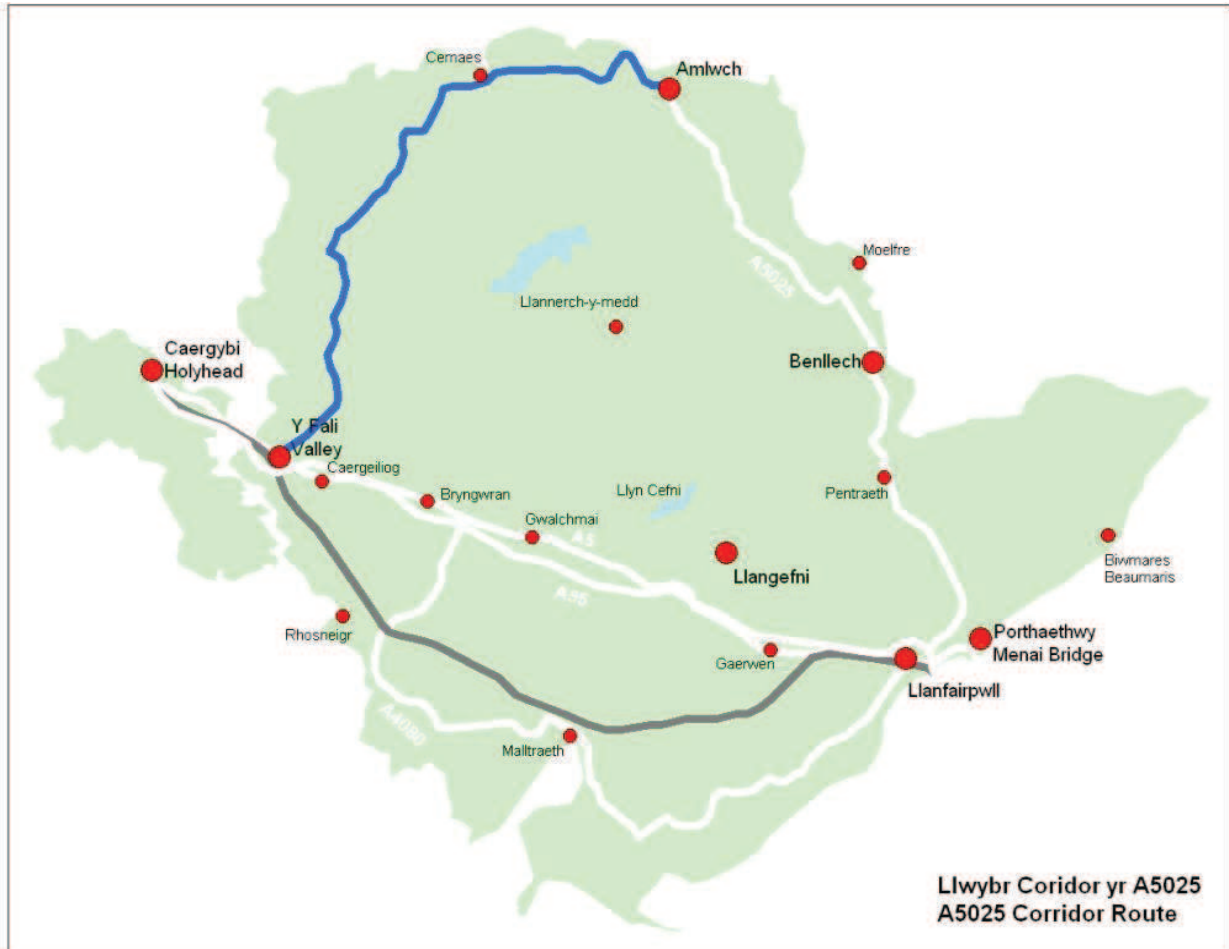 Cemaes
Amlwch
Moelfre
A5025
Llannerch-y-medd
Caergybi
Holyhead
Benllech
Y Fali
Valley
Caergeiliog
Bryngwran
Llyn Cefni
Pentraeth
Gwalchmai
A5
Llangefni
Biwmares
Beaumaris
A55
Rhosneigr
Gaerwen
Porthaethwy
Menai Bridge
Llanfairpwll
A4080
Malltraeth
Llwybr Coridor yr A5025
A5025 Corridor Route